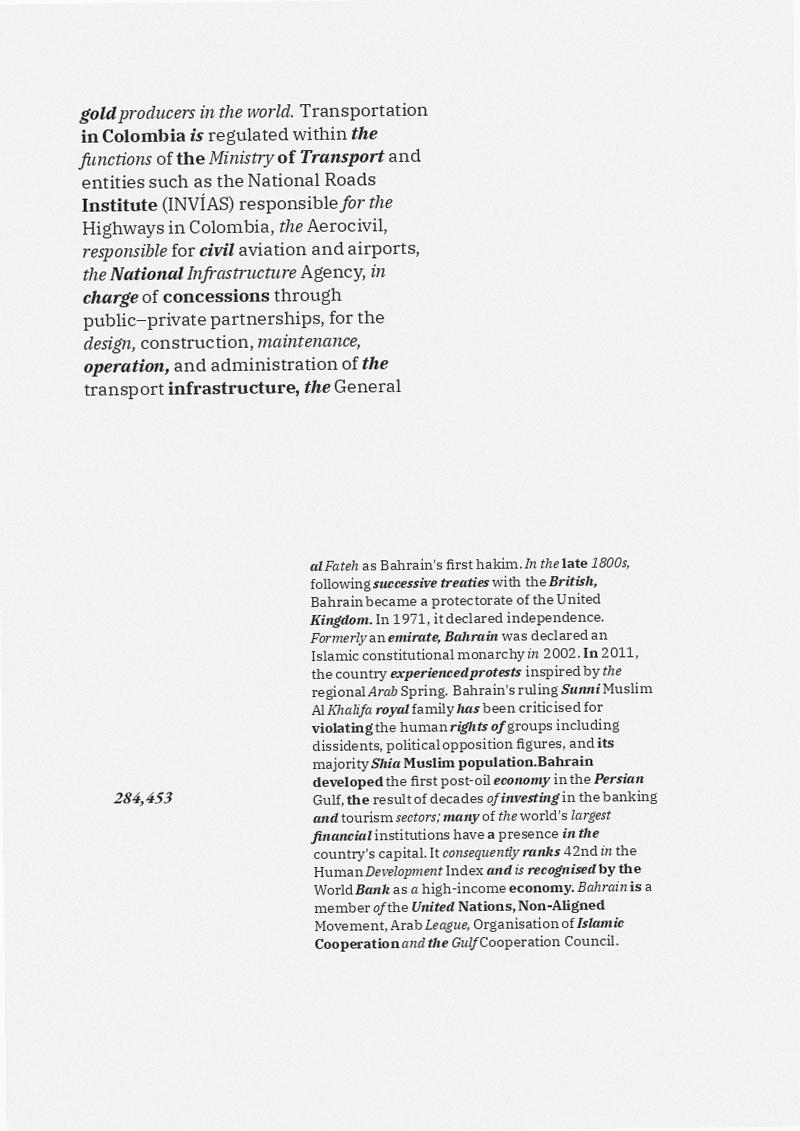 gold producers in the world. Transportation
in Colombia is regulated within the
functions of the Ministry of Transport and
entities such as the National Roads
Institute (INVÍAS) responsible for the
Highways in Colombia, the Aerocivil,
responsible for civil aviation and airports,
the National Infrastructure Agency, in
charge of concessions through
public–private partnerships, for the
design, construction, maintenance,
operation, and administration of the
transport infrastructure, the General
al Fateh as Bahrain's first hakim. In the late 1800s,
following successive treaties with the British,
Bahrain became a protectorate of the United
Kingdom. In 1971, it declared independence.
Formerly an emirate, Bahrain was declared an
Islamic constitutional monarchy in 2002. In 2011,
the country experienced protests inspired by the
regional Arab Spring. Bahrain's ruling Sunni Muslim
Al Khalifa royal family has been criticised for
violating the human rights of groups including
dissidents, political opposition figures, and its
majority Shia Muslim population.Bahrain
developed the first post-oil economy in the Persian
Gulf, the result of decades of investing in the banking
and tourism sectors; many of the world's largest
financial institutions have a presence in the
country's capital. It consequently ranks 42nd in the
Human Development Index and is recognised by the
World Bank as a high-income economy. Bahrain is a
member of the United Nations, Non-Aligned
Movement, Arab League, Organisation of Islamic
Cooperation and the Gulf Cooperation Council.
284,453